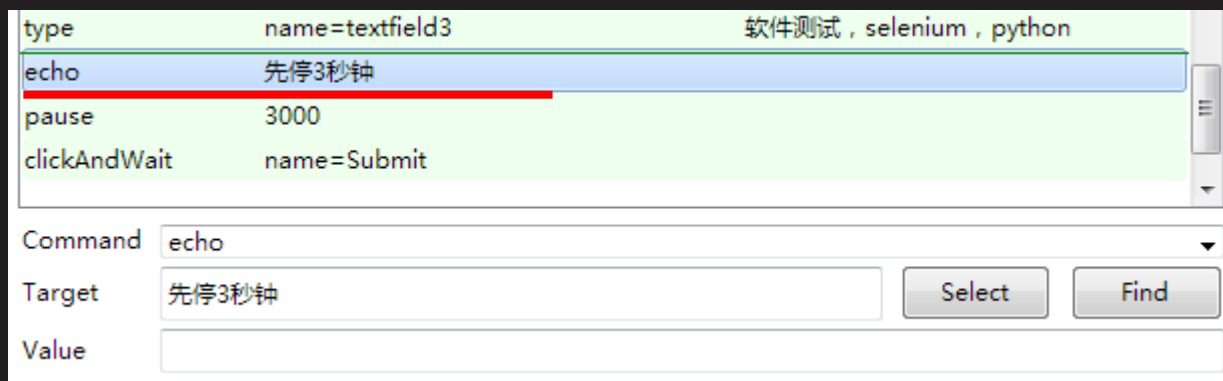 type name=textfield3 软件测试，selenium，python
echo 先停3秒钟
pause 3000
clickAndWait name=Submit
Command echo
Target 先停3秒钟 Select Find
Value